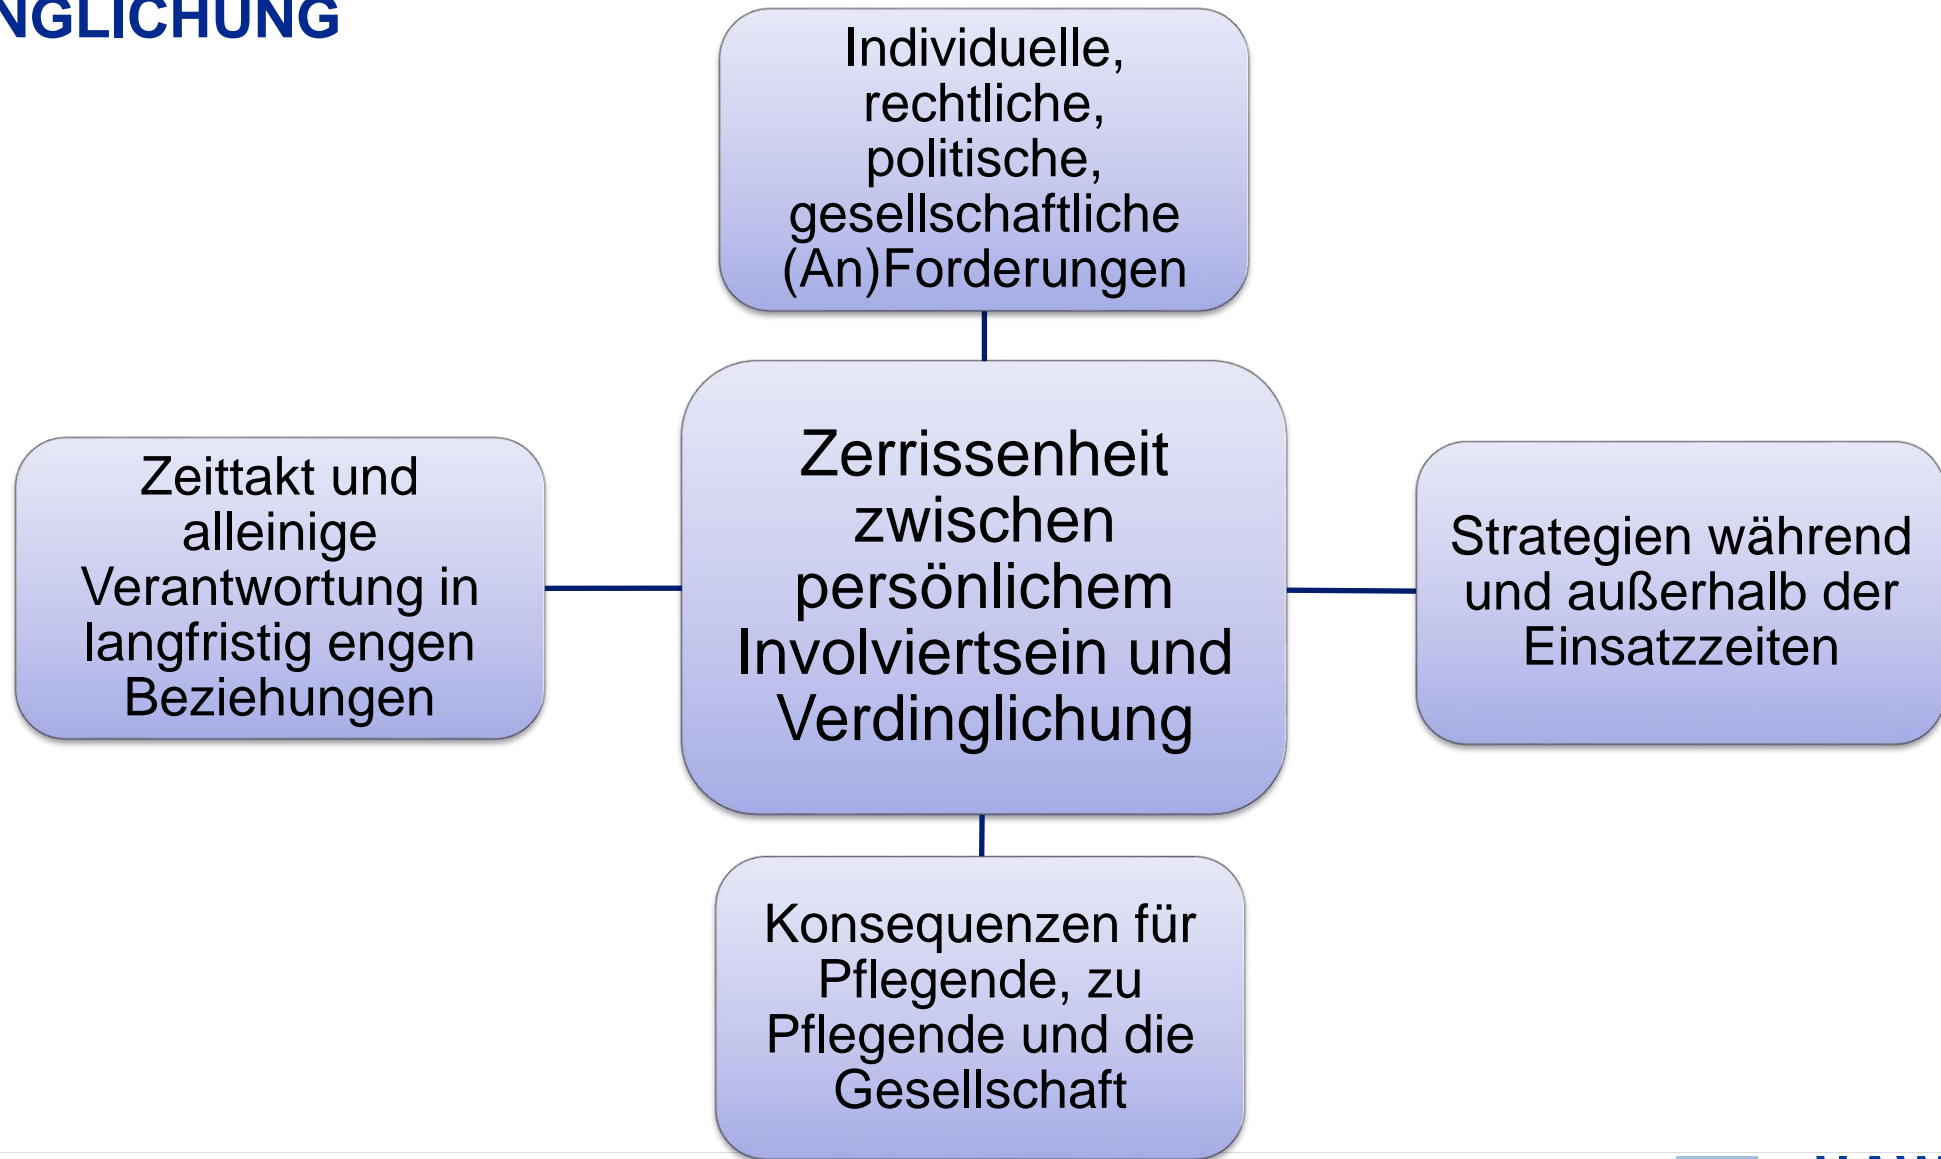 NGLICHUNG
Individuelle,
rechtliche,
politische,
gesellschaftliche
(An)Forderungen
Zeittakt und
alleinige
Verantwortung in
langfristig engen
Beziehungen
Zerrissenheit
zwischen
persönlichem
Involviertsein und
Verdinglichung
Strategien während
und außerhalb der
Einsatzzeiten
Konsequenzen für
Pflegende, zu
Pflegende und die
Gesellschaft